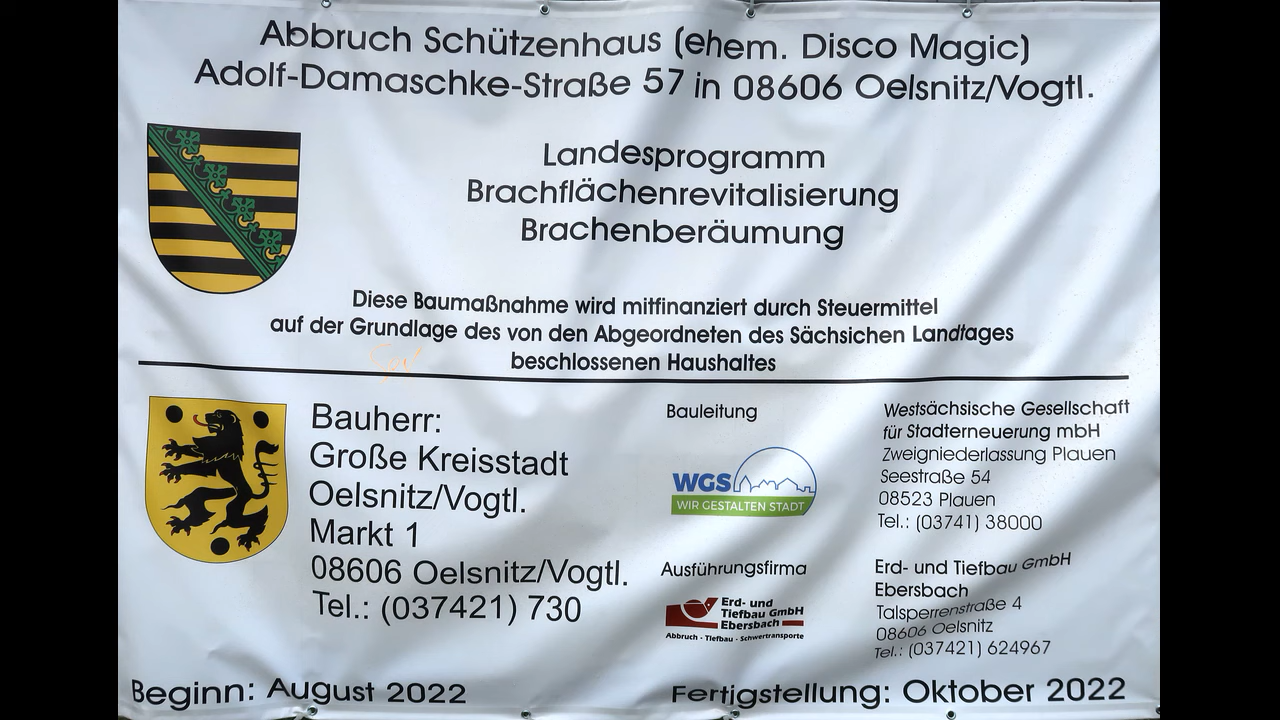 Abbruch Schützenhaus (ehem. Disco Magic)
Adolf-Damaschke-Straße 57 in 08606 Oelsnitz/Vogtl.
Landesprogramm
Brachflächenrevitalisierung
Brachenberäumung
Diese Baumaßnahme wird mitfinanziert durch Steuermittel
auf der Grundlage des von den Abgeordneten des Sächsichen Landtages
beschlossenen Haushaltes
Bauherr:
Große Kreisstadt
Oelsnitz/Vogtl.
Markt 1
08606 Oelsnitz/Vogtl.
Tel.: (037421) 730
Bauleitung
WGS
WIR GESTALTEN STADT
Westsächsische Gesellschaft
für Stadterneuerung mbH
Zweigniederlassung Plauen
Seestraße 54
08523 Plauen
Tel.: (03741) 38000
Ausführungsfirma
Erd- und
Tiefbau GmbH
Ebersbach
Abbruch - Tiefbau - Schwertransporte
Erd- und Tiefbau GmbH
Ebersbach
Talsperrenstraße 4
08606 Oelsnitz
Tel.: (037421) 624967
Beginn: August 2022
Fertigstellung: Oktober 2022